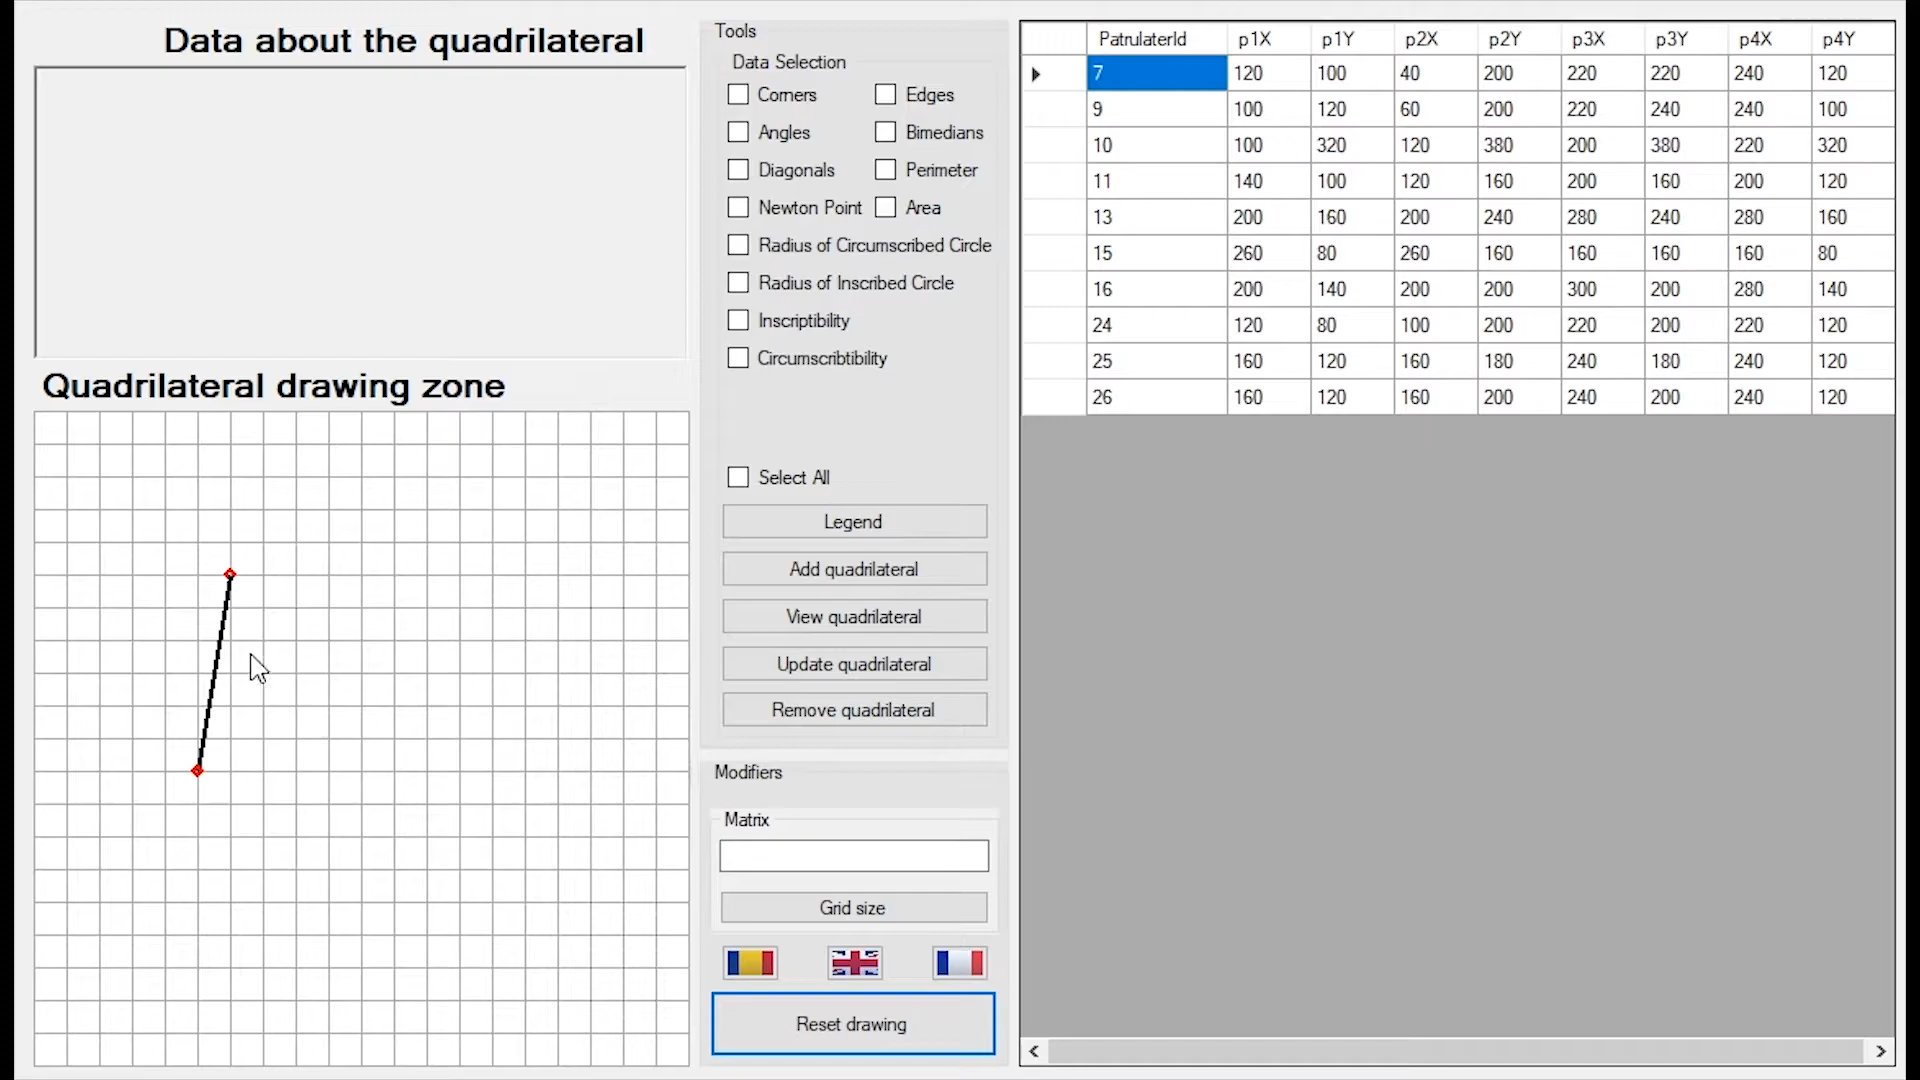 Data about the quadrilateral
Quadrilateral drawing zone
Tools
Data Selection
Corners Edges
Angles Bimedians
Diagonals Perimeter
Newton Point Area
Radius of Circumscribed Circle
Radius of Inscribed Circle
Inscriptibility
Circumscribtibility
Select All
Legend
Add quadrilateral
View quadrilateral
Update quadrilateral
Remove quadrilateral
Modifiers
Matrix
Grid size
Reset drawing
PatrulaterId p1X p1Y p2X p2Y p3X p3Y p4X p4Y
7 120 100 40 200 220 220 240 120
9 100 120 60 200 220 240 240 100
10 100 320 120 380 200 380 220 320
11 140 100 120 160 200 160 200 120
13 200 160 200 240 280 240 280 160
15 260 80 260 160 160 160 160 80
16 200 140 200 200 300 200 280 140
24 120 80 100 200 220 200 220 120
25 160 120 160 180 240 180 240 120
26 160 120 160 200 240 200 240 120